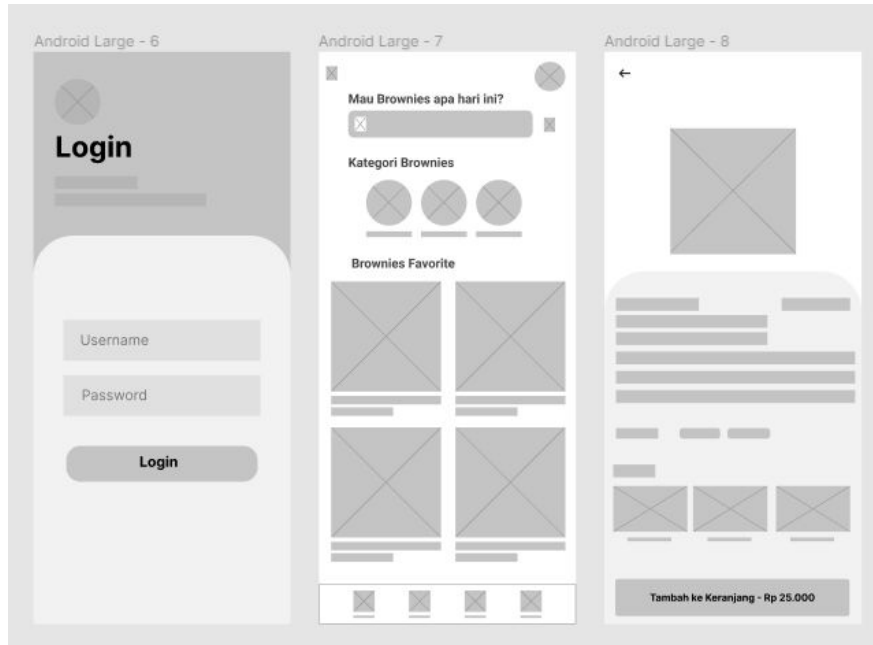 Android Large - 6
Login
Username
Password
Login
Android Large - 7
Mau Brownies apa hari ini?
Kategori Brownies
Brownies Favorite
Android Large - 8
←
Tambah ke Keranjang - Rp 25.000